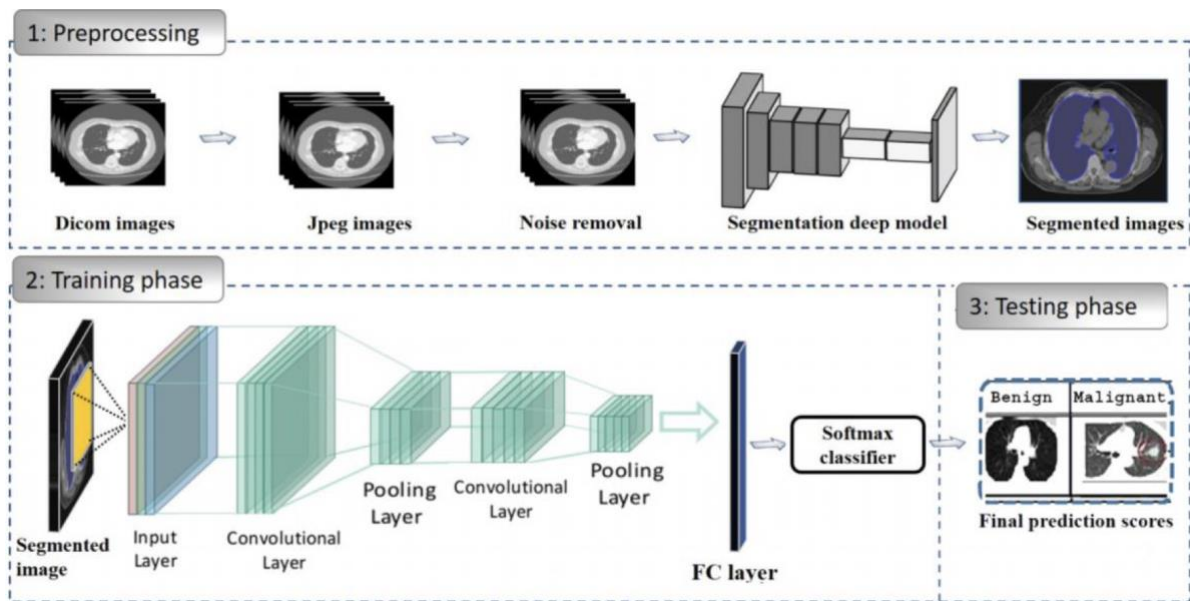 1: Preprocessing
Dicom images
Jpeg images
Noise removal
Segmentation deep model
Segmented images
2: Training phase
3: Testing phase
Segmented
image
Input
Layer
Convolutional
Layer
Pooling
Layer
Convolutional
Layer
Pooling
Layer
FC layer
Softmax
classifier
Benign
Malignant
Final prediction scores